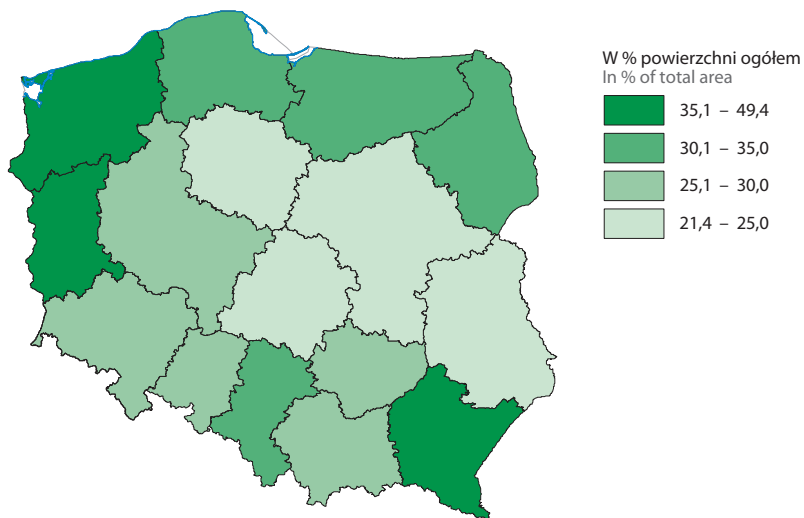 W % powierzchni ogółem
In % of total area
35,1 – 49,4
30,1 – 35,0
25,1 – 30,0
21,4 – 25,0